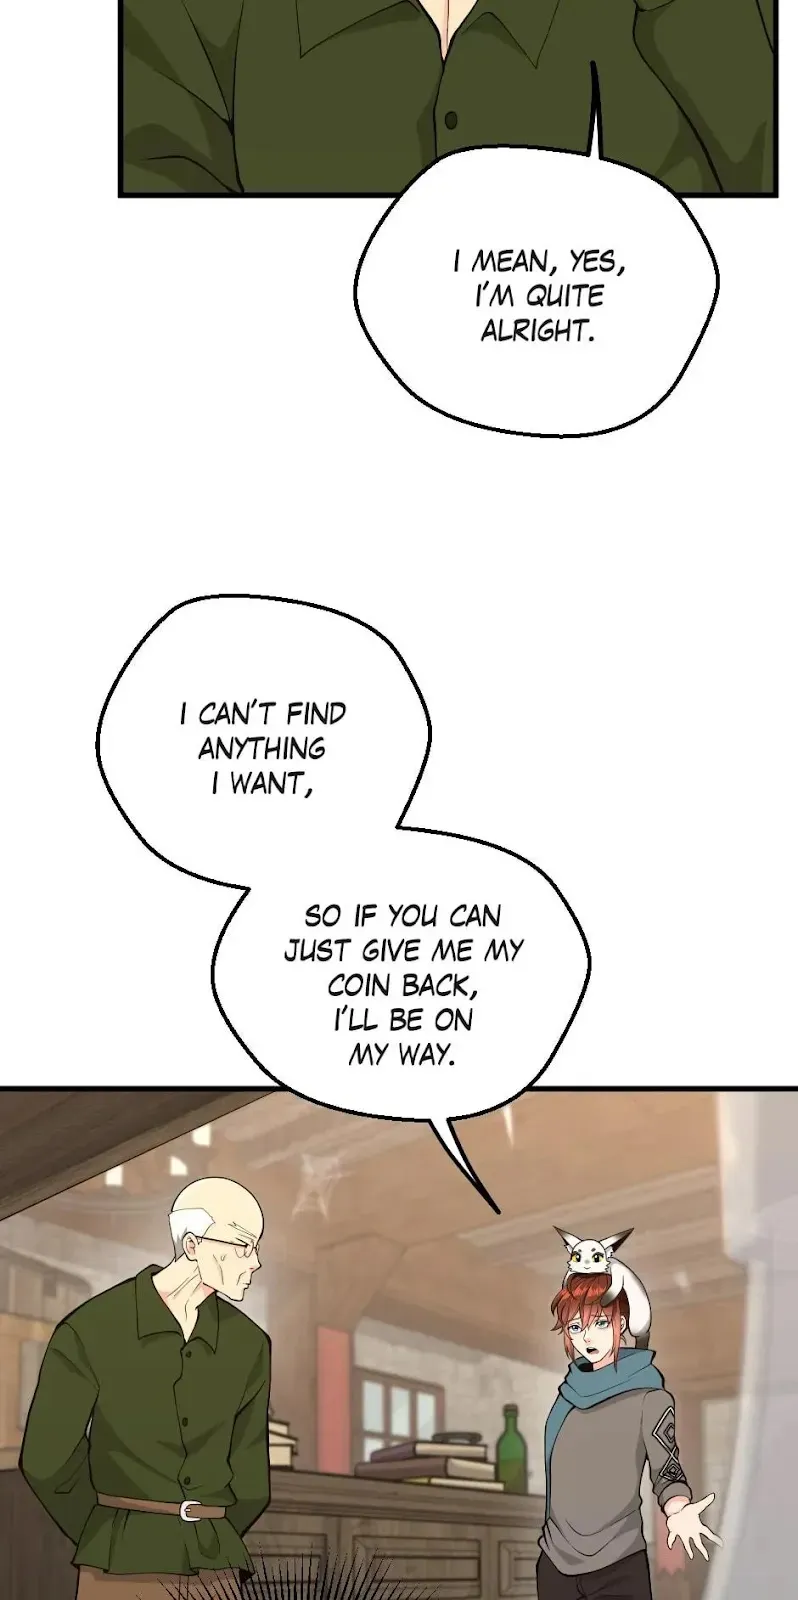 I MEAN, YES,
I'M QUITE
ALRIGHT.
I CAN'T FIND
ANYTHING
I WANT,
SO IF YOU CAN
JUST GIVE ME MY
COIN BACK,
I'LL BE ON
MY WAY.